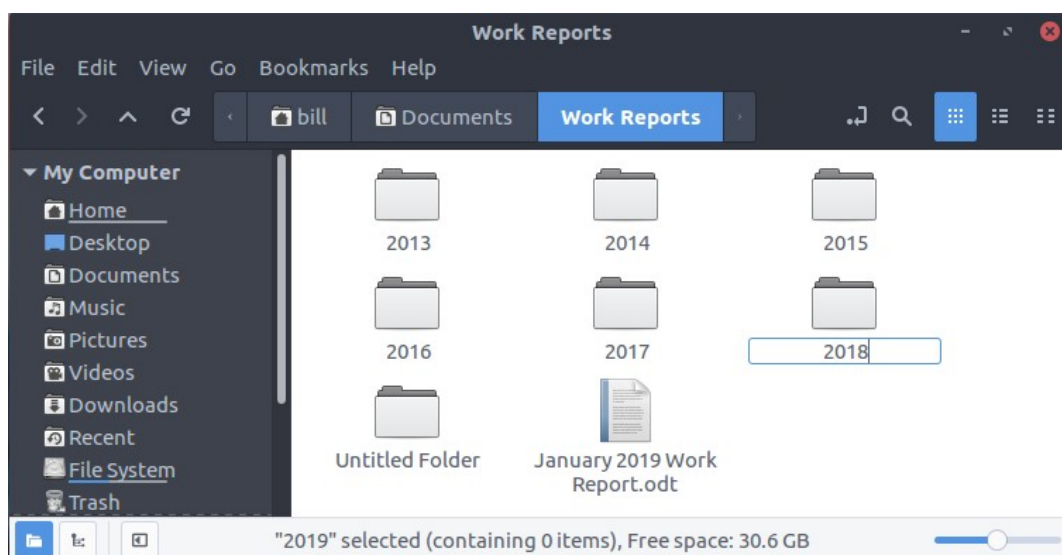 Work Reports
File Edit View Go Bookmarks Help
bill Documents Work Reports
My Computer
Home
Desktop
Documents
Music
Pictures
Videos
Downloads
Recent
File System
Trash
2013 2014 2015
2016 2017 2018
Untitled Folder January 2019 Work
Report.odt
"2019" selected (containing 0 items), Free space: 30.6 GB